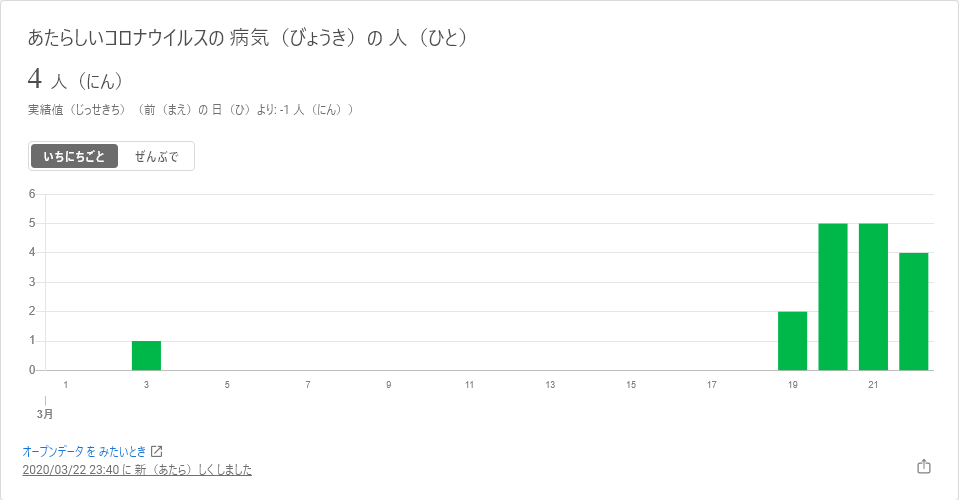 あたらしいコロナウイルスの 病気（びょうき）の 人（ひと）
4 人（にん）
実績値（じっせきち）（前（まえ）の 日（ひ）より: -1 人（にん））
いちにちごと ぜんぶで
6
5
4
3
2
1
0
1 3 5 7 9 11 13 15 17 19 21
3月
オープンデータ を みたいとき
2020/03/22 23:40 に 新（あたら）しく しました